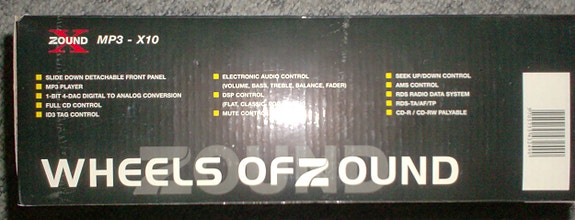 ZOUND X MP3 - X10
SLIDE DOWN DETACHABLE FRONT PANEL
MP3 PLAYER
1-BIT 4-DAC DIGITAL TO ANALOG CONVERSION
FULL CD CONTROL
ID3 TAG CONTROL
ELECTRONIC AUDIO CONTROL
(VOLUME, BASS, TREBLE, BALANCE, FADER)
DSP CONTROL
(FLAT, CLASSIC,
MUTE CONTROL
SEEK UP/DOWN CONTROL
AMS CONTROL
RDS RADIO DATA SYSTEM
RDS-TA/AF/TP
CD-R / CD-RW PALYABLE
ZOUND
WHEELS OF ZOUND